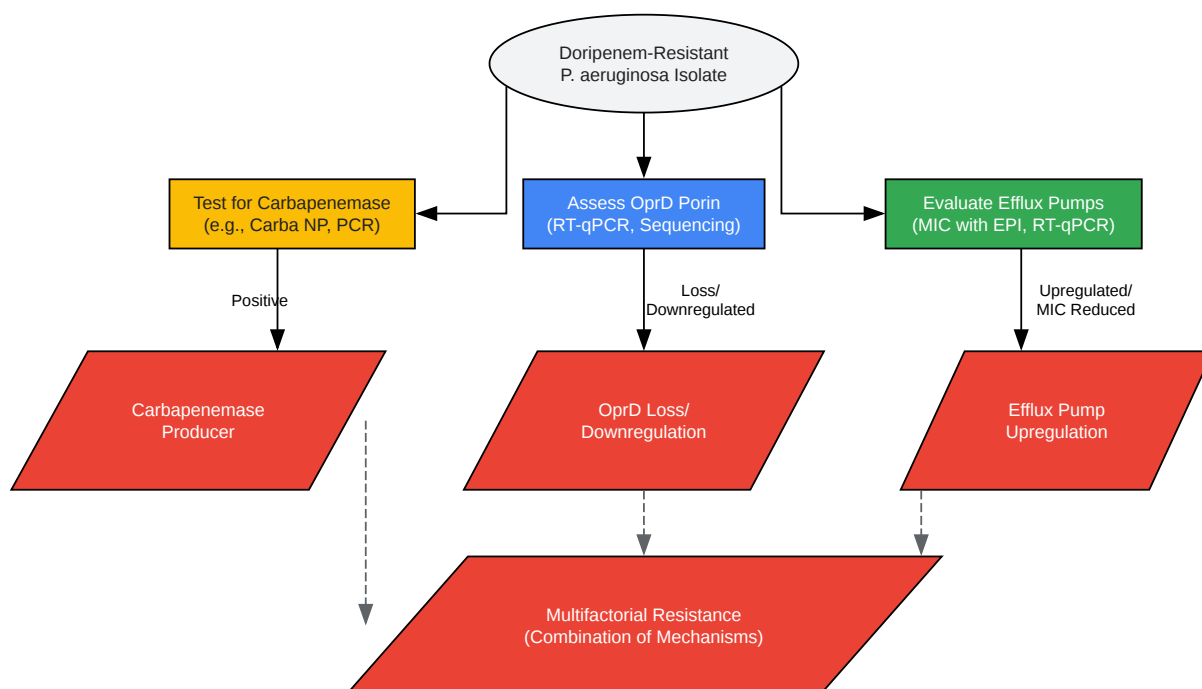 Doripenem-Resistant
P. aeruginosa Isolate
Test for Carbapenemase
(e.g., Carba NP, PCR)
Assess OprD Porin
(RT-qPCR, Sequencing)
Evaluate Efflux Pumps
(MIC with EPI, RT-qPCR)
Positive
Loss/
Downregulated
Upregulated/
MIC Reduced
Carbapenemase
Producer
OprD Loss/
Downregulation
Efflux Pump
Upregulation
Multifactorial Resistance
(Combination of Mechanisms)